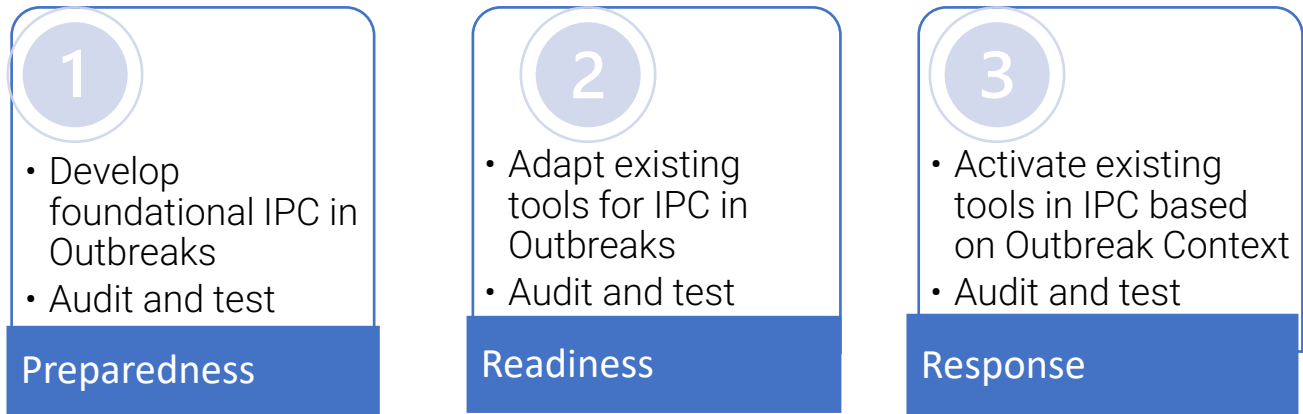 1
• Develop
foundational IPC in
Outbreaks
• Audit and test
Preparedness
2
• Adapt existing
tools for IPC in
Outbreaks
• Audit and test
Readiness
3
• Activate existing
tools in IPC based
on Outbreak Context
• Audit and test
Response